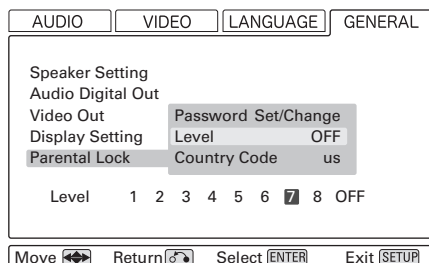 AUDIO VIDEO LANGUAGE GENERAL
Speaker Setting
Audio Digital Out
Video Out Password Set/Change
Display Setting Level OFF
Parental Lock Country Code us
Level 1 2 3 4 5 6 7 8 OFF
Move Return Select ENTER Exit SETUP